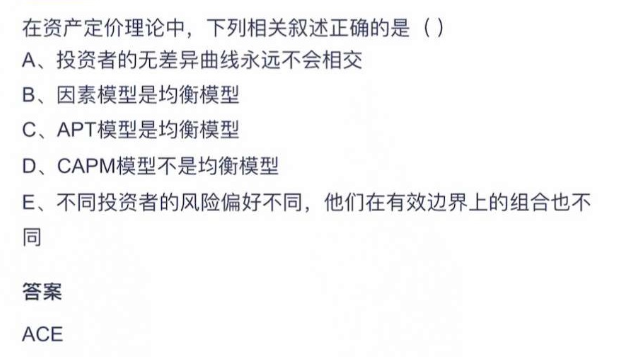 在资产定价理论中，下列相关叙述正确的是（）
A、投资者的无差异曲线永远不会相交
B、因素模型是均衡模型
C、APT模型是均衡模型
D、CAPM模型不是均衡模型
E、不同投资者的风险偏好不同，他们在有效边界上的组合也不
同
答案
ACE